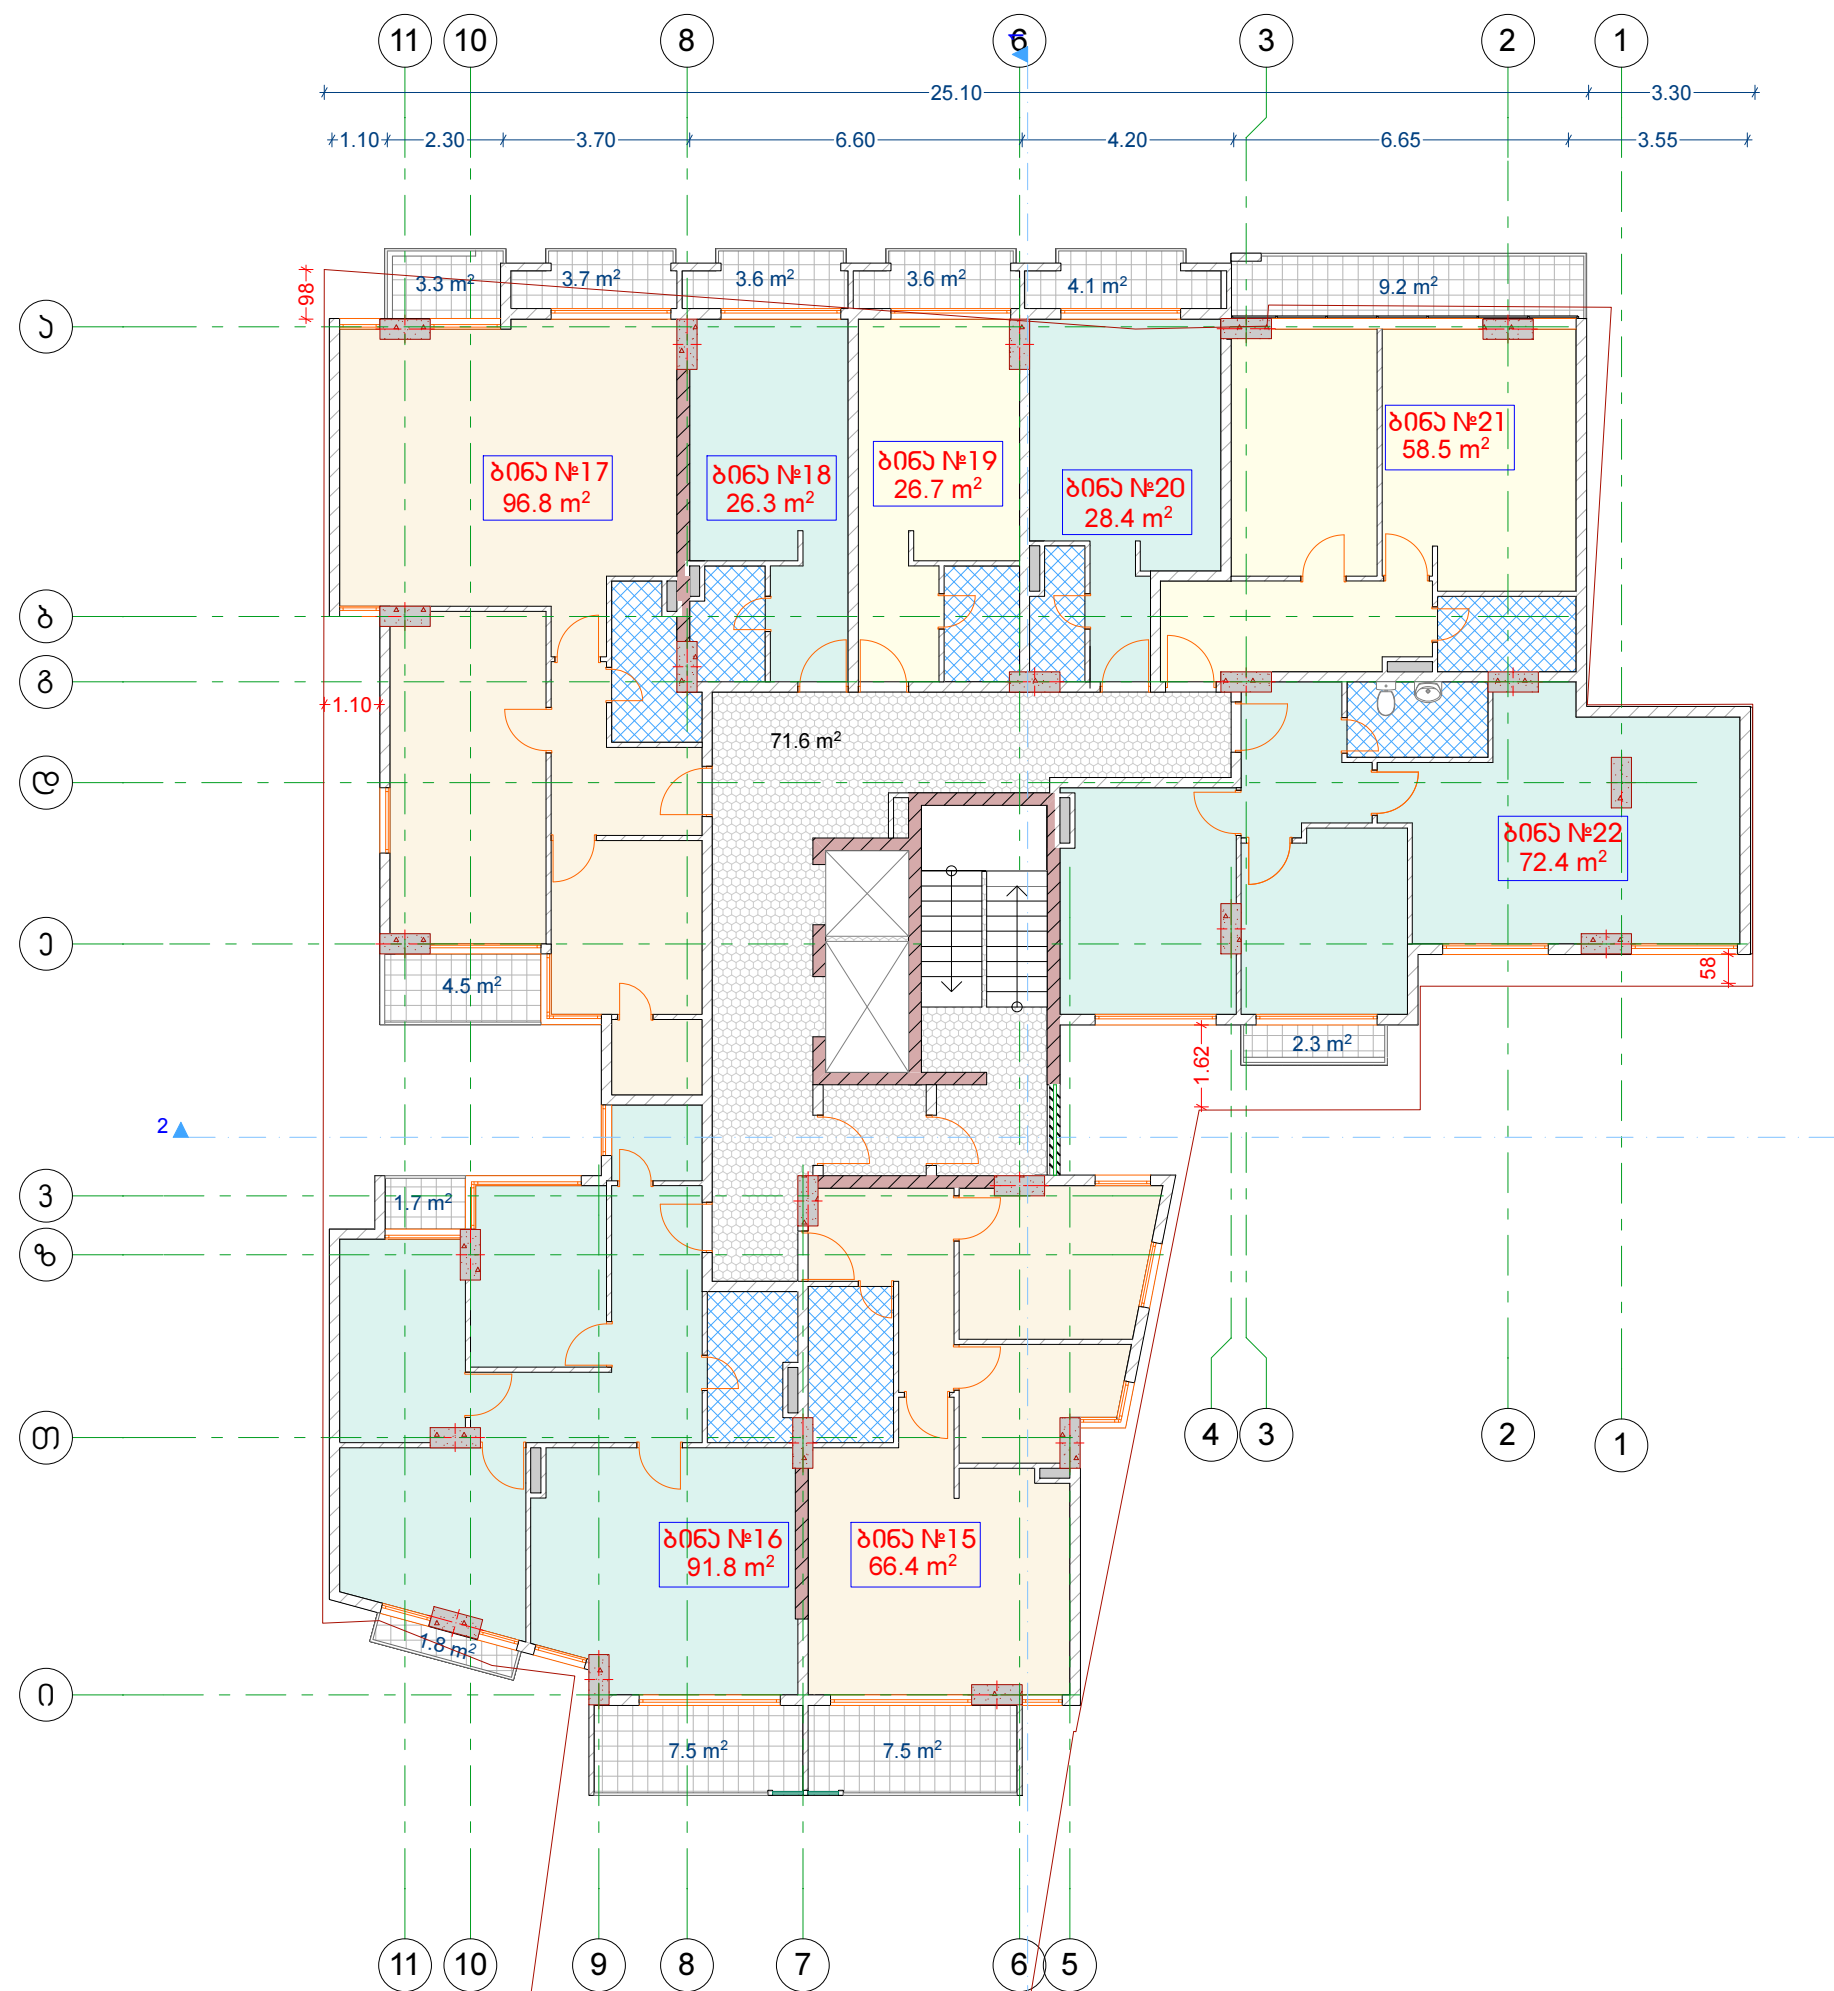 11 10 8 6 3 2 1
25.10 3.30
1.10 2.30 3.70 6.60 4.20 6.65 3.55
98
3.3 m²
3.7 m²
3.6 m²
3.6 m²
4.1 m²
9.2 m²
ა
ბინა №17
96.8 m²
ბინა №18
26.3 m²
ბინა №19
26.7 m²
ბინა №20
28.4 m²
ბინა №21
58.5 m²
ბ
გ
1.10
71.6 m²
დ
ბინა №22
72.4 m²
ე
4.5 m²
58
2.3 m²
1.62
2
ვ
1.7 m²
ზ
თ
4 3 2 1
ბინა №16
91.8 m²
ბინა №15
66.4 m²
1.8 m²
ი
7.5 m²
7.5 m²
11 10 9 8 7 6 5